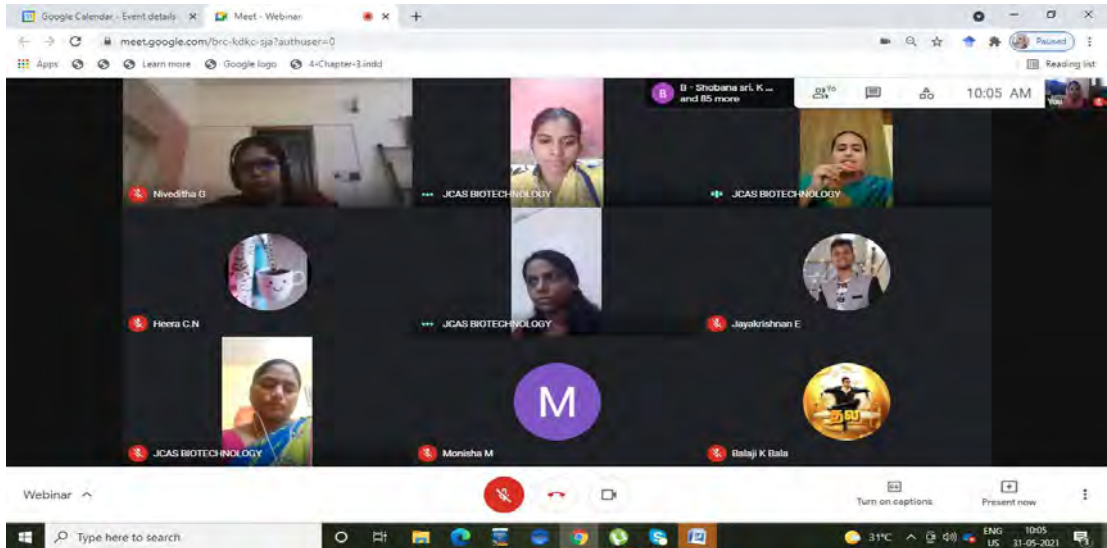 Google Calendar - Event details
Meet - Webinar
meet.google.com/brc-kdkc-sja?authuser=0
Paused
Apps
Learn more
Google logo
4-Chapter-3.indd
Reading list
B
B - Shobana sri. K ...
and 85 more
10:05 AM
You
Niveditha G
JCAS BIOTECHNOLOGY
JCAS BIOTECHNOLOGY
Heera C.N
JCAS BIOTECHNOLOGY
Jayakrishnan E
JCAS BIOTECHNOLOGY
M
Monisha M
தல
Balaji K Bala
Webinar
Turn on captions
Present now
Type here to search
31°C
ENG
US
10:05
31-05-2021